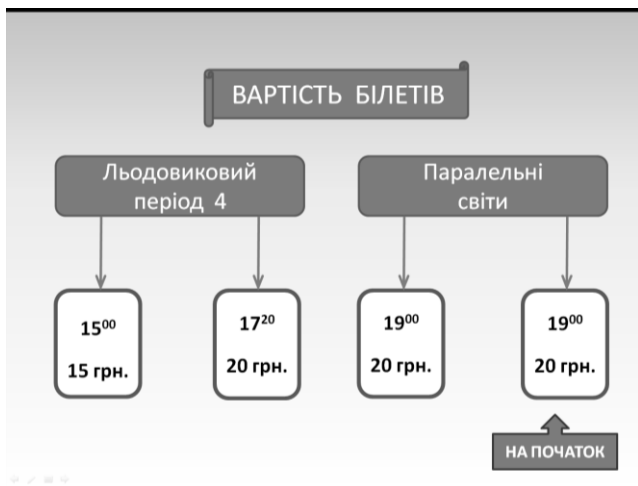 ВАРТІСТЬ БІЛЕТІВ
Льодовиковий
період 4
Паралельні
світи
15⁰⁰
15 грн.
17²⁰
20 грн.
19⁰⁰
20 грн.
19⁰⁰
20 грн.
НА ПОЧАТОК